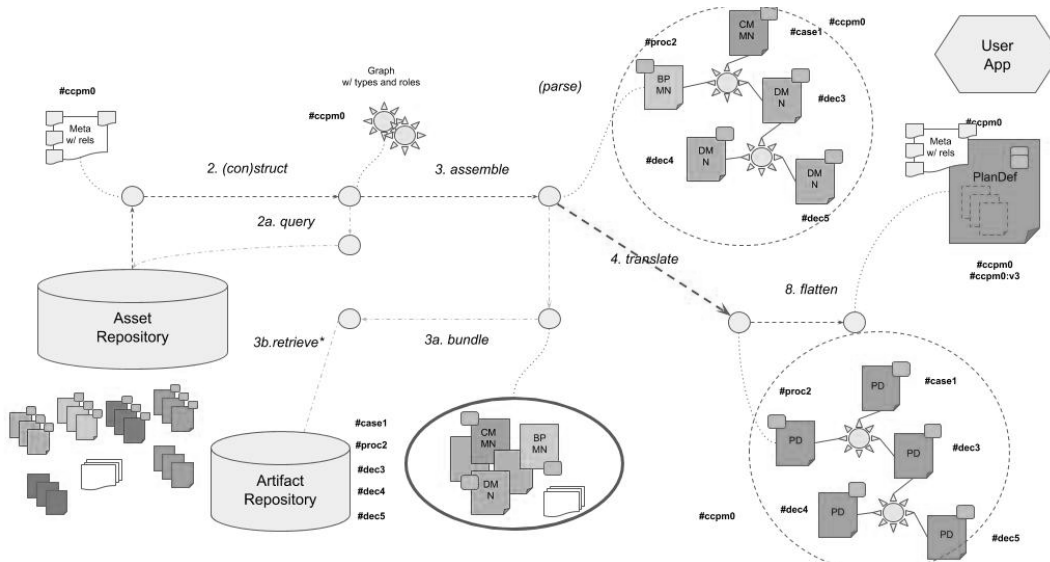 #ccpm0
Meta
w/ rels
Graph
w/ types and roles
#ccpm0
2. (con)struct
3. assemble
2a. query
Asset
Repository
3b.retrieve*
3a. bundle
Artifact
Repository
#case1
#proc2
#dec3
#dec4
#dec5
CM
MN
BP
MN
DM
N
(parse)
#proc2
CM
MN
#case1
#ccpm0
BP
MN
DM
N
#dec3
#dec4
DM
N
DM
N
#dec5
4. translate
8. flatten
User
App
#ccpm0
Meta
w/ rels
PlanDef
#ccpm0
#ccpm0:v3
#proc2
PD
#case1
PD
PD
#dec3
#dec4
PD
PD
#dec5
#ccpm0